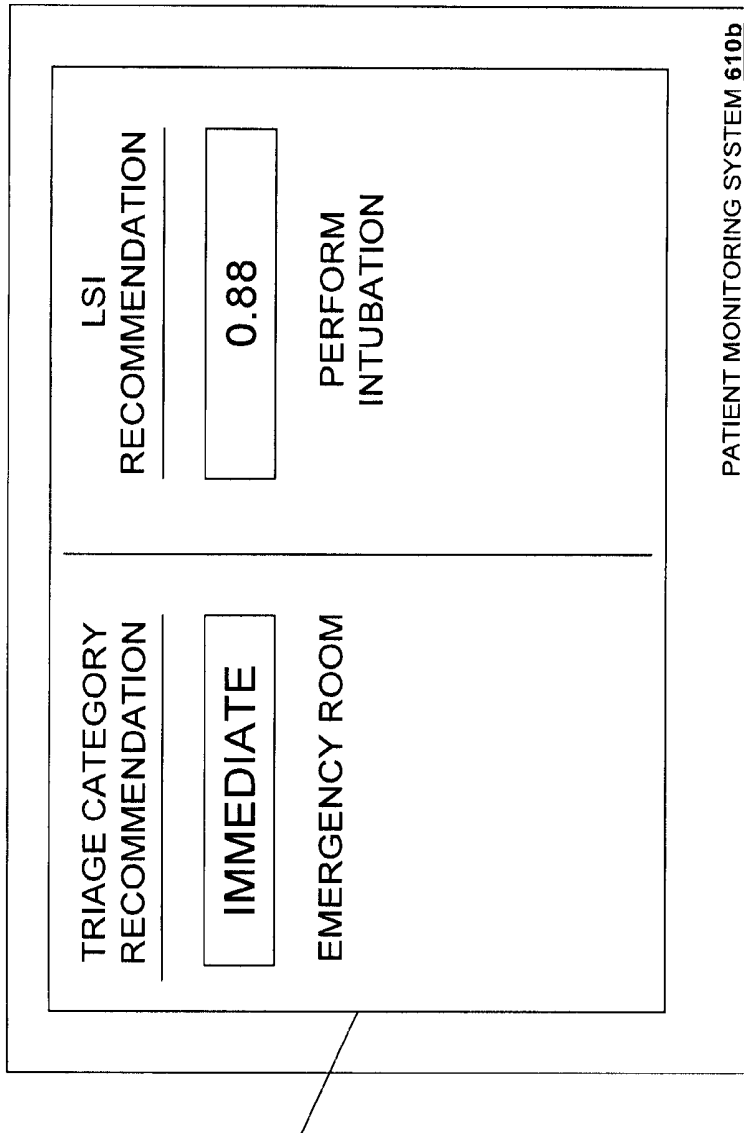 TRIAGE CATEGORY
RECOMMENDATION
IMMEDIATE
EMERGENCY ROOM
LSI
RECOMMENDATION
0.88
PERFORM
INTUBATION
PATIENT MONITORING SYSTEM 610b